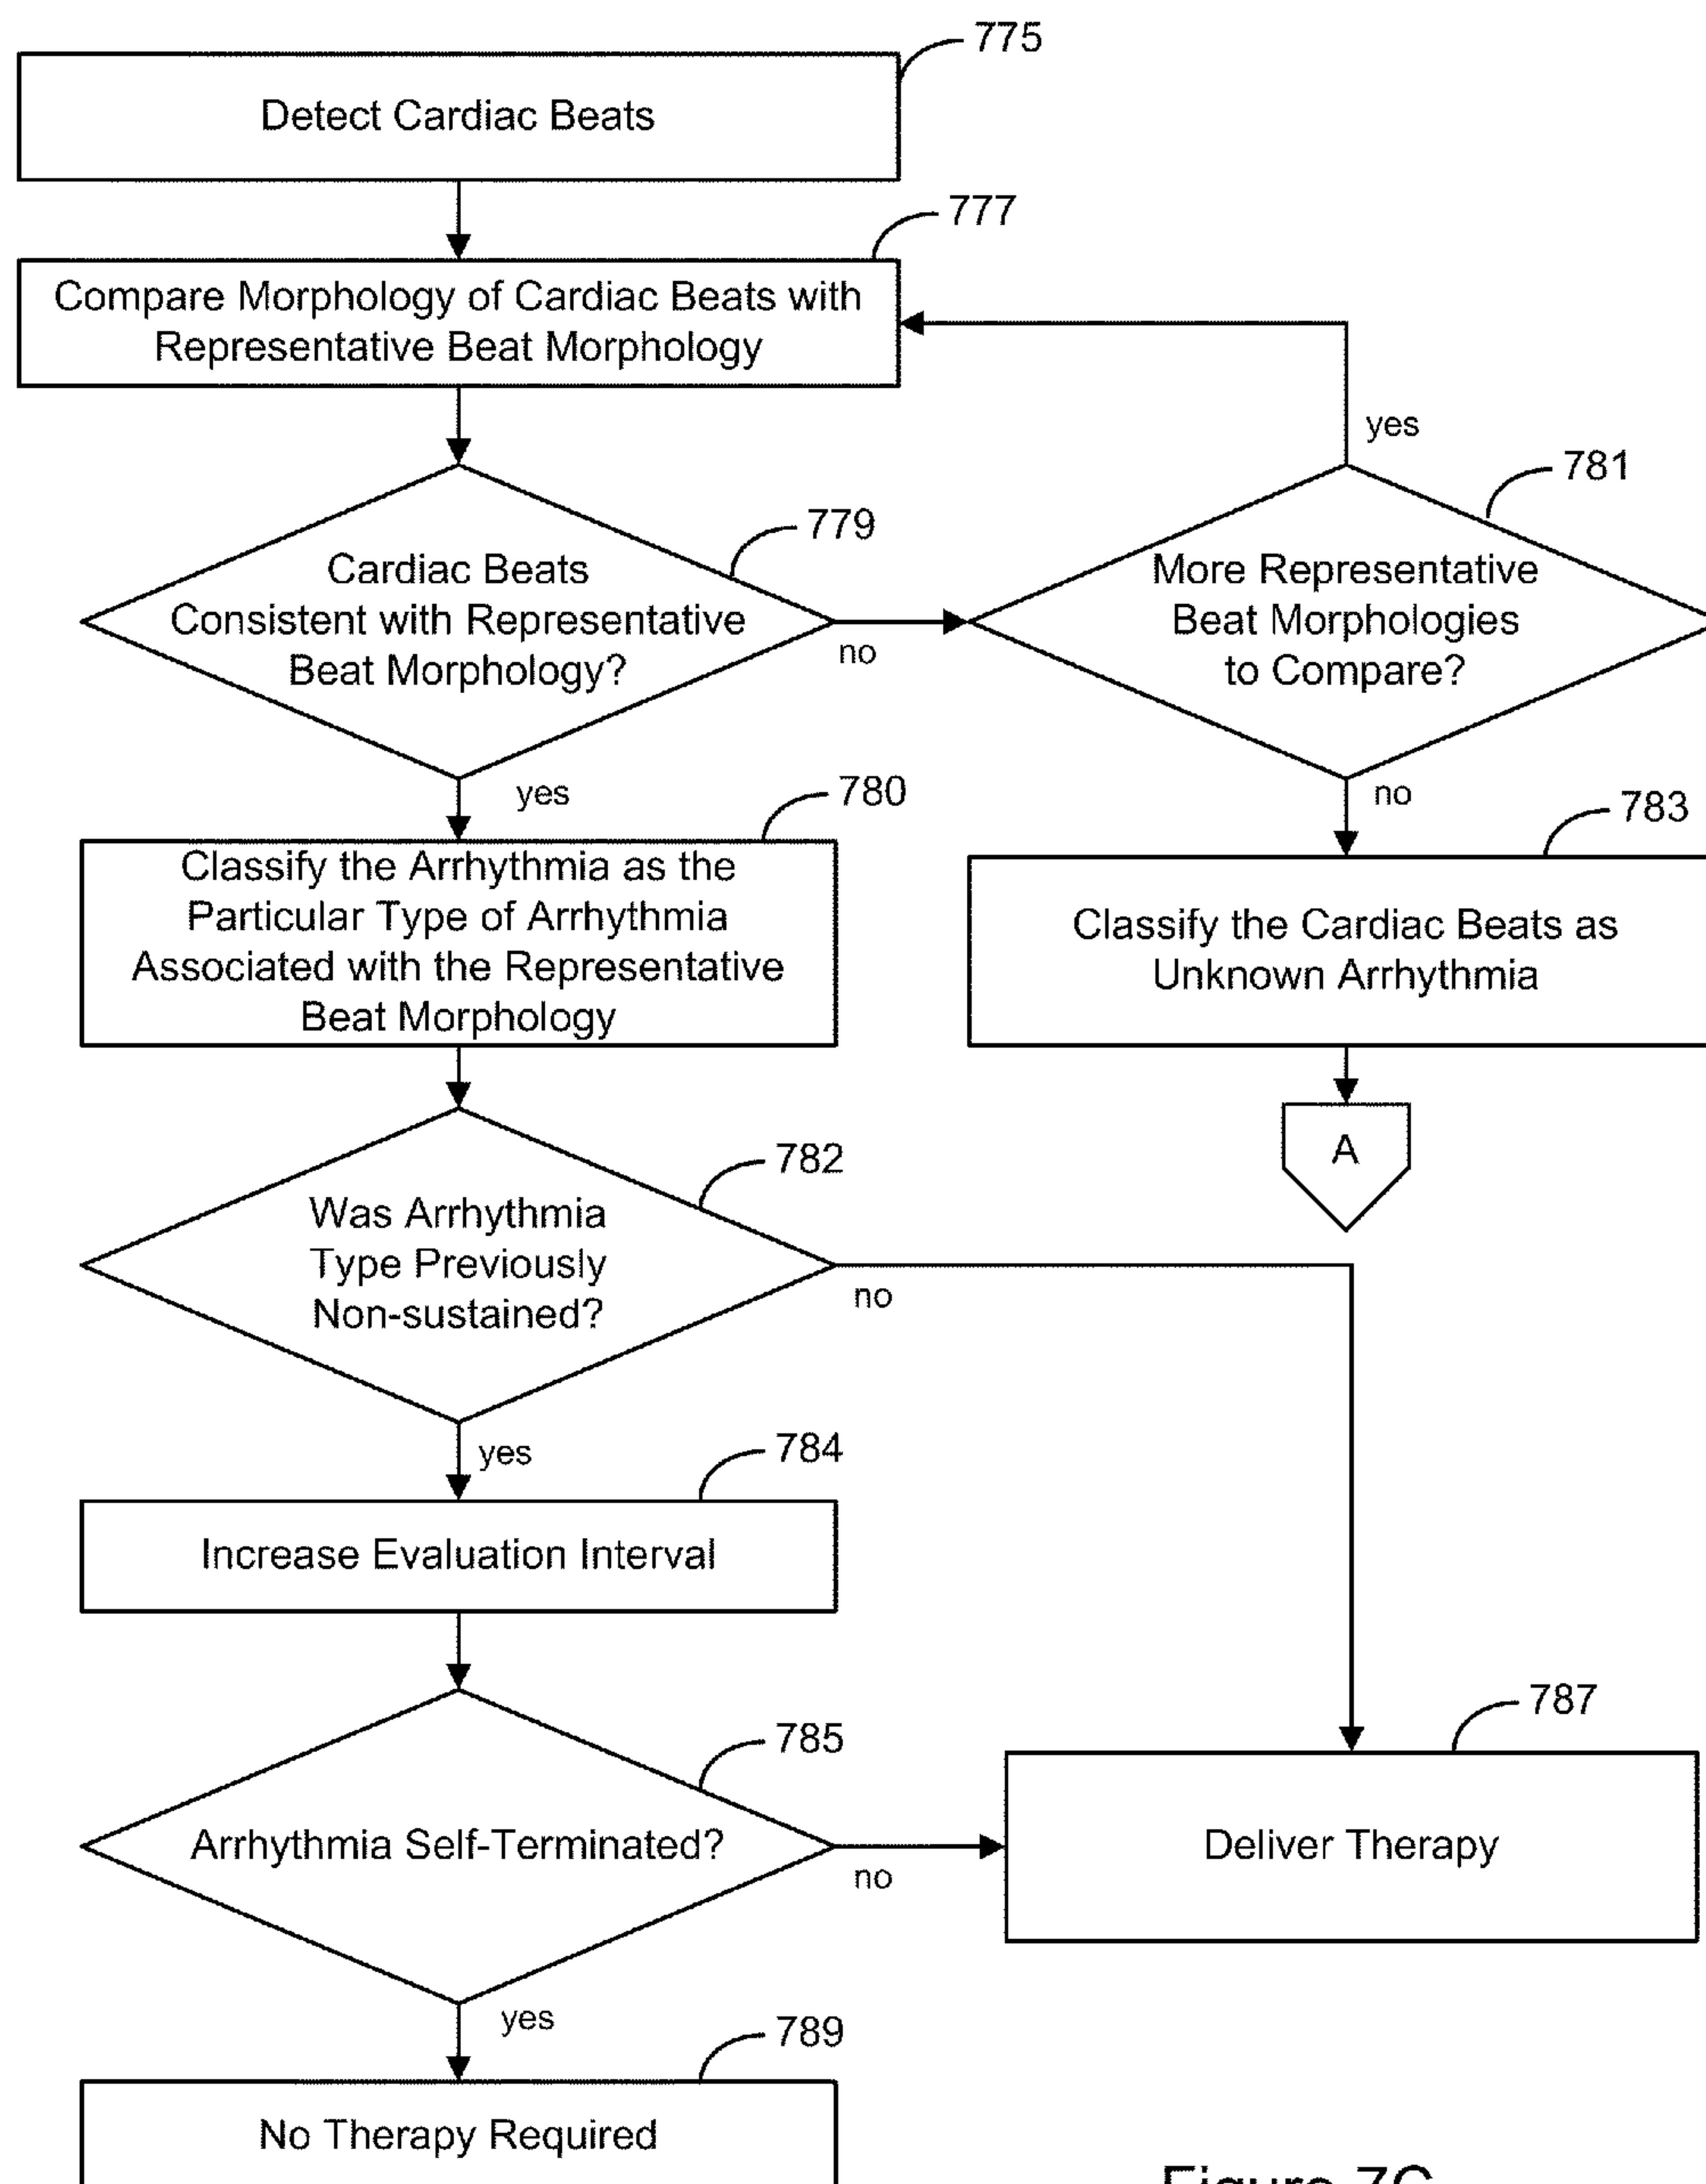 775
Detect Cardiac Beats
777
Compare Morphology of Cardiac Beats with
Representative Beat Morphology
yes
781
779
Cardiac Beats
Consistent with Representative
Beat Morphology?
no
More Representative
Beat Morphologies
to Compare?
yes
780
no
783
Classify the Arrhythmia as the
Particular Type of Arrhythmia
Associated with the Representative
Beat Morphology
Classify the Cardiac Beats as
Unknown Arrhythmia
A
782
Was Arrhythmia
Type Previously
Non-sustained?
no
yes
784
Increase Evaluation Interval
787
785
Arrhythmia Self-Terminated?
no
Deliver Therapy
yes
789
No Therapy Required
Figure 7C